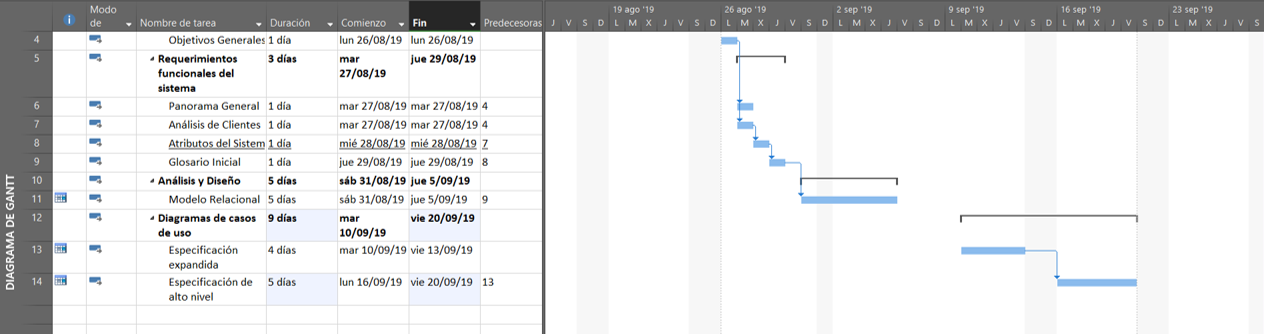 DIAGRAMA DE GANTT
Modo de Nombre de tarea Duración Comienzo Fin Predecesoras
19 ago '19 26 ago '19 2 sep '19 9 sep '19 16 sep '19 23 sep '19
J V S D L M X J V S D L M X J V S D L M X J V S D L M X J V S D L M X J V S D L M X J V S
4 Objetivos Generales 1 día lun 26/08/19 lun 26/08/19
5 Requerimientos funcionales del sistema 3 días mar 27/08/19 jue 29/08/19
6 Panorama General 1 día mar 27/08/19 mar 27/08/19 4
7 Análisis de Clientes 1 día mar 27/08/19 mar 27/08/19 4
8 Atributos del Sistem 1 día mié 28/08/19 mié 28/08/19 7
9 Glosario Inicial 1 día jue 29/08/19 jue 29/08/19 8
10 Análisis y Diseño 5 días sáb 31/08/19 jue 5/09/19
11 Modelo Relacional 5 días sáb 31/08/19 jue 5/09/19 9
12 Diagramas de casos de uso 9 días mar 10/09/19 vie 20/09/19
13 Especificación expandida 4 días mar 10/09/19 vie 13/09/19
14 Especificación de alto nivel 5 días lun 16/09/19 vie 20/09/19 13